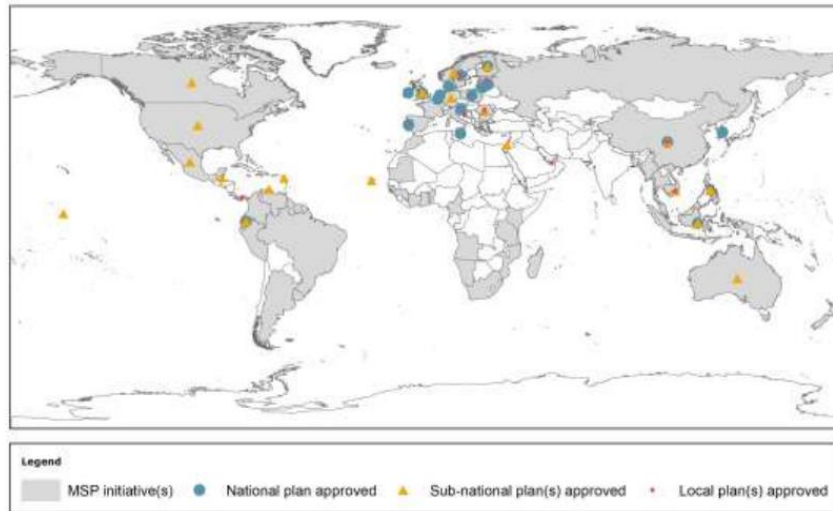 Legend
MSP initiative(s) National plan approved Sub-national plan(s) approved Local plan(s) approved